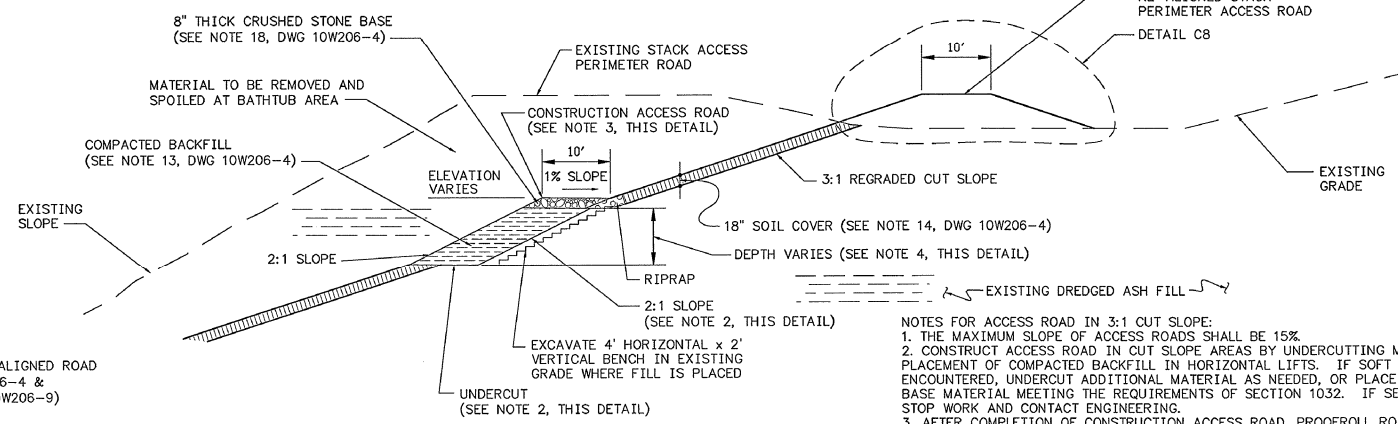 PERIMETER ACCESS ROAD
DETAIL C8
8" THICK CRUSHED STONE BASE
(SEE NOTE 18, DWG 10W206-4)
EXISTING STACK ACCESS
PERIMETER ROAD
10'
MATERIAL TO BE REMOVED AND
SPOILED AT BATHTUB AREA
CONSTRUCTION ACCESS ROAD
(SEE NOTE 3, THIS DETAIL)
COMPACTED BACKFILL
(SEE NOTE 13, DWG 10W206-4)
10'
1% SLOPE
ELEVATION
VARIES
3:1 REGRADED CUT SLOPE
EXISTING
GRADE
EXISTING
SLOPE
18" SOIL COVER (SEE NOTE 14, DWG 10W206-4)
2:1 SLOPE
DEPTH VARIES (SEE NOTE 4, THIS DETAIL)
RIPRAP
EXISTING DREDGED ASH FILL
2:1 SLOPE
(SEE NOTE 2, THIS DETAIL)
EXCAVATE 4' HORIZONTAL x 2'
VERTICAL BENCH IN EXISTING
GRADE WHERE FILL IS PLACED
UNDERCUT
(SEE NOTE 2, THIS DETAIL)
ALIGNED ROAD
6-4 &
W206-9)
NOTES FOR ACCESS ROAD IN 3:1 CUT SLOPE:
1. THE MAXIMUM SLOPE OF ACCESS ROADS SHALL BE 15%.
2. CONSTRUCT ACCESS ROAD IN CUT SLOPE AREAS BY UNDERCUTTING M
PLACEMENT OF COMPACTED BACKFILL IN HORIZONTAL LIFTS. IF SOFT
ENCOUNTERED, UNDERCUT ADDITIONAL MATERIAL AS NEEDED, OR PLACE
BASE MATERIAL MEETING THE REQUIREMENTS OF SECTION 1032. IF SE
STOP WORK AND CONTACT ENGINEERING.
3. AFTER COMPLETION OF CONSTRUCTION ACCESS ROAD, PROOFROLL RO